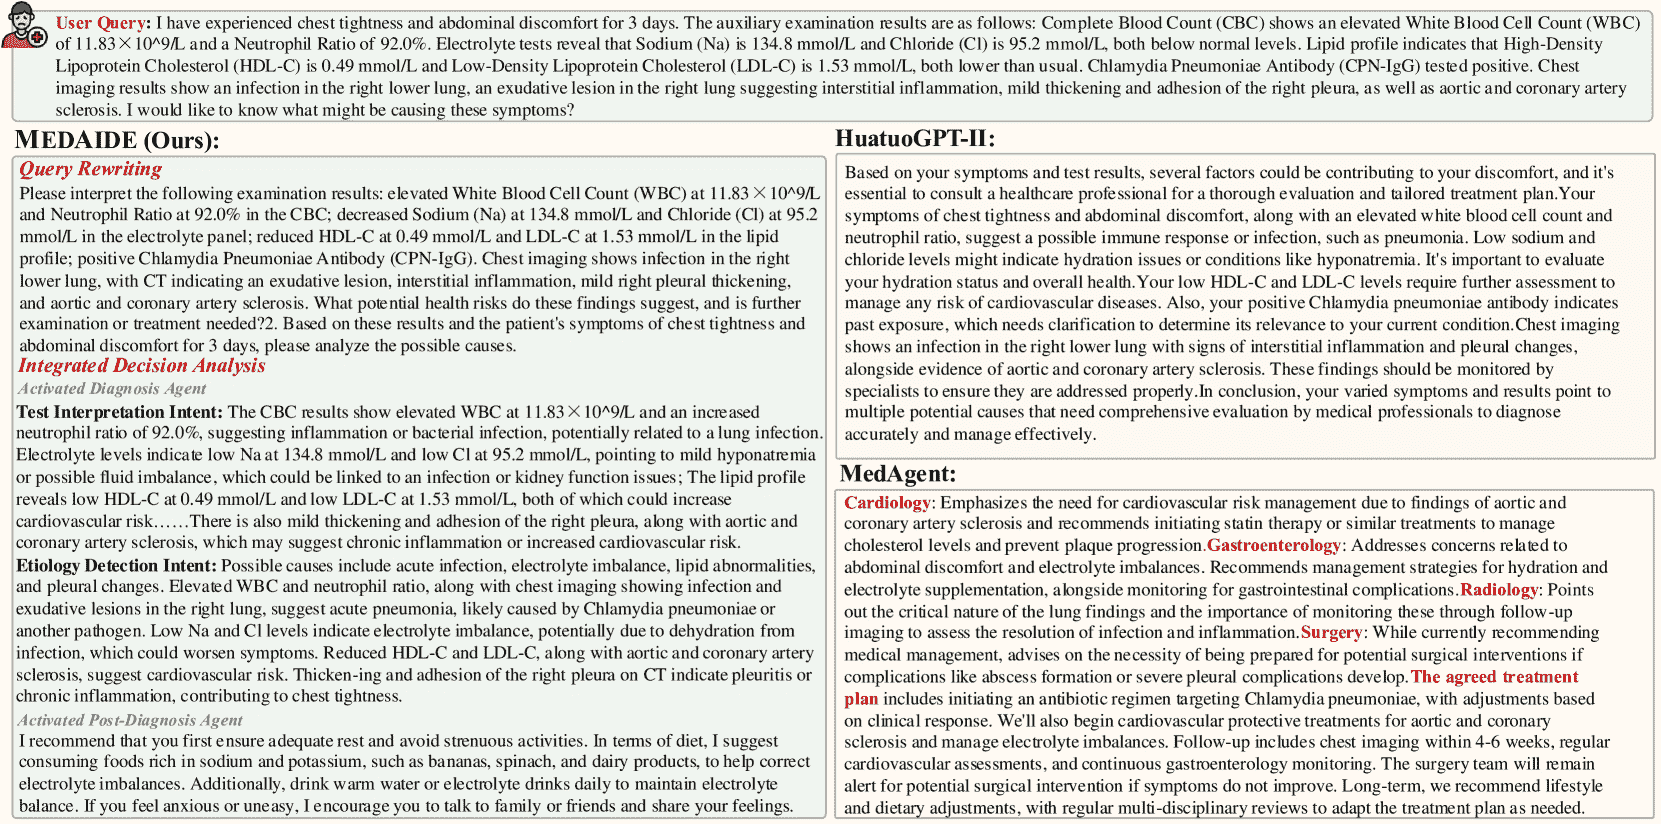 User Query: I have experienced chest tightness and abdominal discomfort for 3 days. The auxiliary examination results are as follows: Complete Blood Count (CBC) shows an elevated White Blood Cell Count (WBC)
of 11.83×10^9/L and a Neutrophil Ratio of 92.0%. Electrolyte tests reveal that Sodium (Na) is 134.8 mmol/L and Chloride (Cl) is 95.2 mmol/L, both below normal levels. Lipid profile indicates that High-Density
Lipoprotein Cholesterol (HDL-C) is 0.49 mmol/L and Low-Density Lipoprotein Cholesterol (LDL-C) is 1.53 mmol/L, both lower than usual. Chlamydia Pneumoniae Antibody (CPN-IgG) tested positive. Chest
imaging results show an infection in the right lower lung, an exudative lesion in the right lung suggesting interstitial inflammation, mild thickening and adhesion of the right pleura, as well as aortic and coronary artery
sclerosis. I would like to know what might be causing these symptoms?
MEDAIDE (Ours):
Query Rewriting
Please interpret the following examination results: elevated White Blood Cell Count (WBC) at 11.83×10^9/L
and Neutrophil Ratio at 92.0% in the CBC; decreased Sodium (Na) at 134.8 mmol/L and Chloride (Cl) at 95.2
mmol/L in the electrolyte panel; reduced HDL-C at 0.49 mmol/L and LDL-C at 1.53 mmol/L in the lipid
profile; positive Chlamydia Pneumoniae Antibody (CPN-IgG). Chest imaging shows infection in the right
lower lung, with CT indicating an exudative lesion, interstitial inflammation, mild right pleural thickening,
and aortic and coronary artery sclerosis. What potential health risks do these findings suggest, and is further
examination or treatment needed?2. Based on these results and the patient's symptoms of chest tightness and
abdominal discomfort for 3 days, please analyze the possible causes.
Integrated Decision Analysis
Activated Diagnosis Agent
Test Interpretation Intent: The CBC results show elevated WBC at 11.83×10^9/L and an increased
neutrophil ratio of 92.0%, suggesting inflammation or bacterial infection, potentially related to a lung infection.
Electrolyte levels indicate low Na at 134.8 mmol/L and low Cl at 95.2 mmol/L, pointing to mild hyponatremia
or possible fluid imbalance, which could be linked to an infection or kidney function issues; The lipid profile
reveals low HDL-C at 0.49 mmol/L and low LDL-C at 1.53 mmol/L, both of which could increase
cardiovascular risk……There is also mild thickening and adhesion of the right pleura, along with aortic and
coronary artery sclerosis, which may suggest chronic inflammation or increased cardiovascular risk.
Etiology Detection Intent: Possible causes include acute infection, electrolyte imbalance, lipid abnormalities,
and pleural changes. Elevated WBC and neutrophil ratio, along with chest imaging showing infection and
exudative lesions in the right lung, suggest acute pneumonia, likely caused by Chlamydia pneumoniae or
another pathogen. Low Na and Cl levels indicate electrolyte imbalance, potentially due to dehydration from
infection, which could worsen symptoms. Reduced HDL-C and LDL-C, along with aortic and coronary artery
sclerosis, suggest cardiovascular risk. Thicken-ing and adhesion of the right pleura on CT indicate pleuritis or
chronic inflammation, contributing to chest tightness.
Activated Post-Diagnosis Agent
I recommend that you first ensure adequate rest and avoid strenuous activities. In terms of diet, I suggest
consuming foods rich in sodium and potassium, such as bananas, spinach, and dairy products, to help correct
electrolyte imbalances. Additionally, drink warm water or electrolyte drinks daily to maintain electrolyte
balance. If you feel anxious or uneasy, I encourage you to talk to family or friends and share your feelings.
HuatuoGPT-II:
Based on your symptoms and test results, several factors could be contributing to your discomfort, and it's
essential to consult a healthcare professional for a thorough evaluation and tailored treatment plan.Your
symptoms of chest tightness and abdominal discomfort, along with an elevated white blood cell count and
neutrophil ratio, suggest a possible immune response or infection, such as pneumonia. Low sodium and
chloride levels might indicate hydration issues or conditions like hyponatremia. It's important to evaluate
your hydration status and overall health.Your low HDL-C and LDL-C levels require further assessment to
manage any risk of cardiovascular diseases. Also, your positive Chlamydia pneumoniae antibody indicates
past exposure, which needs clarification to determine its relevance to your current condition.Chest imaging
shows an infection in the right lower lung with signs of interstitial inflammation and pleural changes,
alongside evidence of aortic and coronary artery sclerosis. These findings should be monitored by
specialists to ensure they are addressed properly.In conclusion, your varied symptoms and results point to
multiple potential causes that need comprehensive evaluation by medical professionals to diagnose
accurately and manage effectively.
MedAgent:
Cardiology: Emphasizes the need for cardiovascular risk management due to findings of aortic and
coronary artery sclerosis and recommends initiating statin therapy or similar treatments to manage
cholesterol levels and prevent plaque progression.Gastroenterology: Addresses concerns related to
abdominal discomfort and electrolyte imbalances. Recommends management strategies for hydration and
electrolyte supplementation, alongside monitoring for gastrointestinal complications.Radiology: Points
out the critical nature of the lung findings and the importance of monitoring these through follow-up
imaging to assess the resolution of infection and inflammation.Surgery: While currently recommending
medical management, advises on the necessity of being prepared for potential surgical interventions if
complications like abscess formation or severe pleural complications develop.The agreed treatment
plan includes initiating an antibiotic regimen targeting Chlamydia pneumoniae, with adjustments based
on clinical response. We'll also begin cardiovascular protective treatments for aortic and coronary
sclerosis and manage electrolyte imbalances. Follow-up includes chest imaging within 4-6 weeks, regular
cardiovascular assessments, and continuous gastroenterology monitoring. The surgery team will remain
alert for potential surgical intervention if symptoms do not improve. Long-term, we recommend lifestyle
and dietary adjustments, with regular multi-disciplinary reviews to adapt the treatment plan as needed.